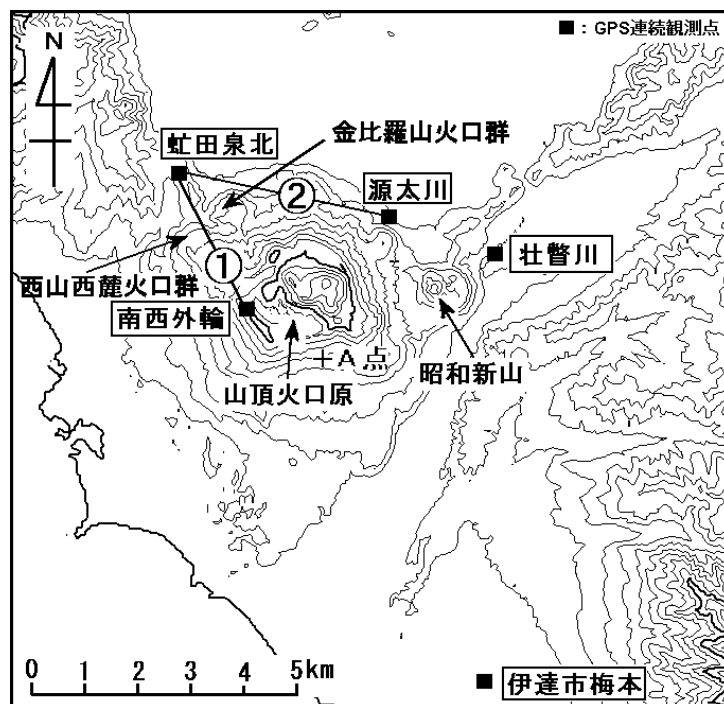 ■：GPS連続観測点
N
金比羅山火口群
虻田泉北
②
源太川
壮瞥川
①
西山西麓火口群
南西外輪
＋A点
昭和新山
山頂火口原
0 1 2 3 4 5km
伊達市梅本